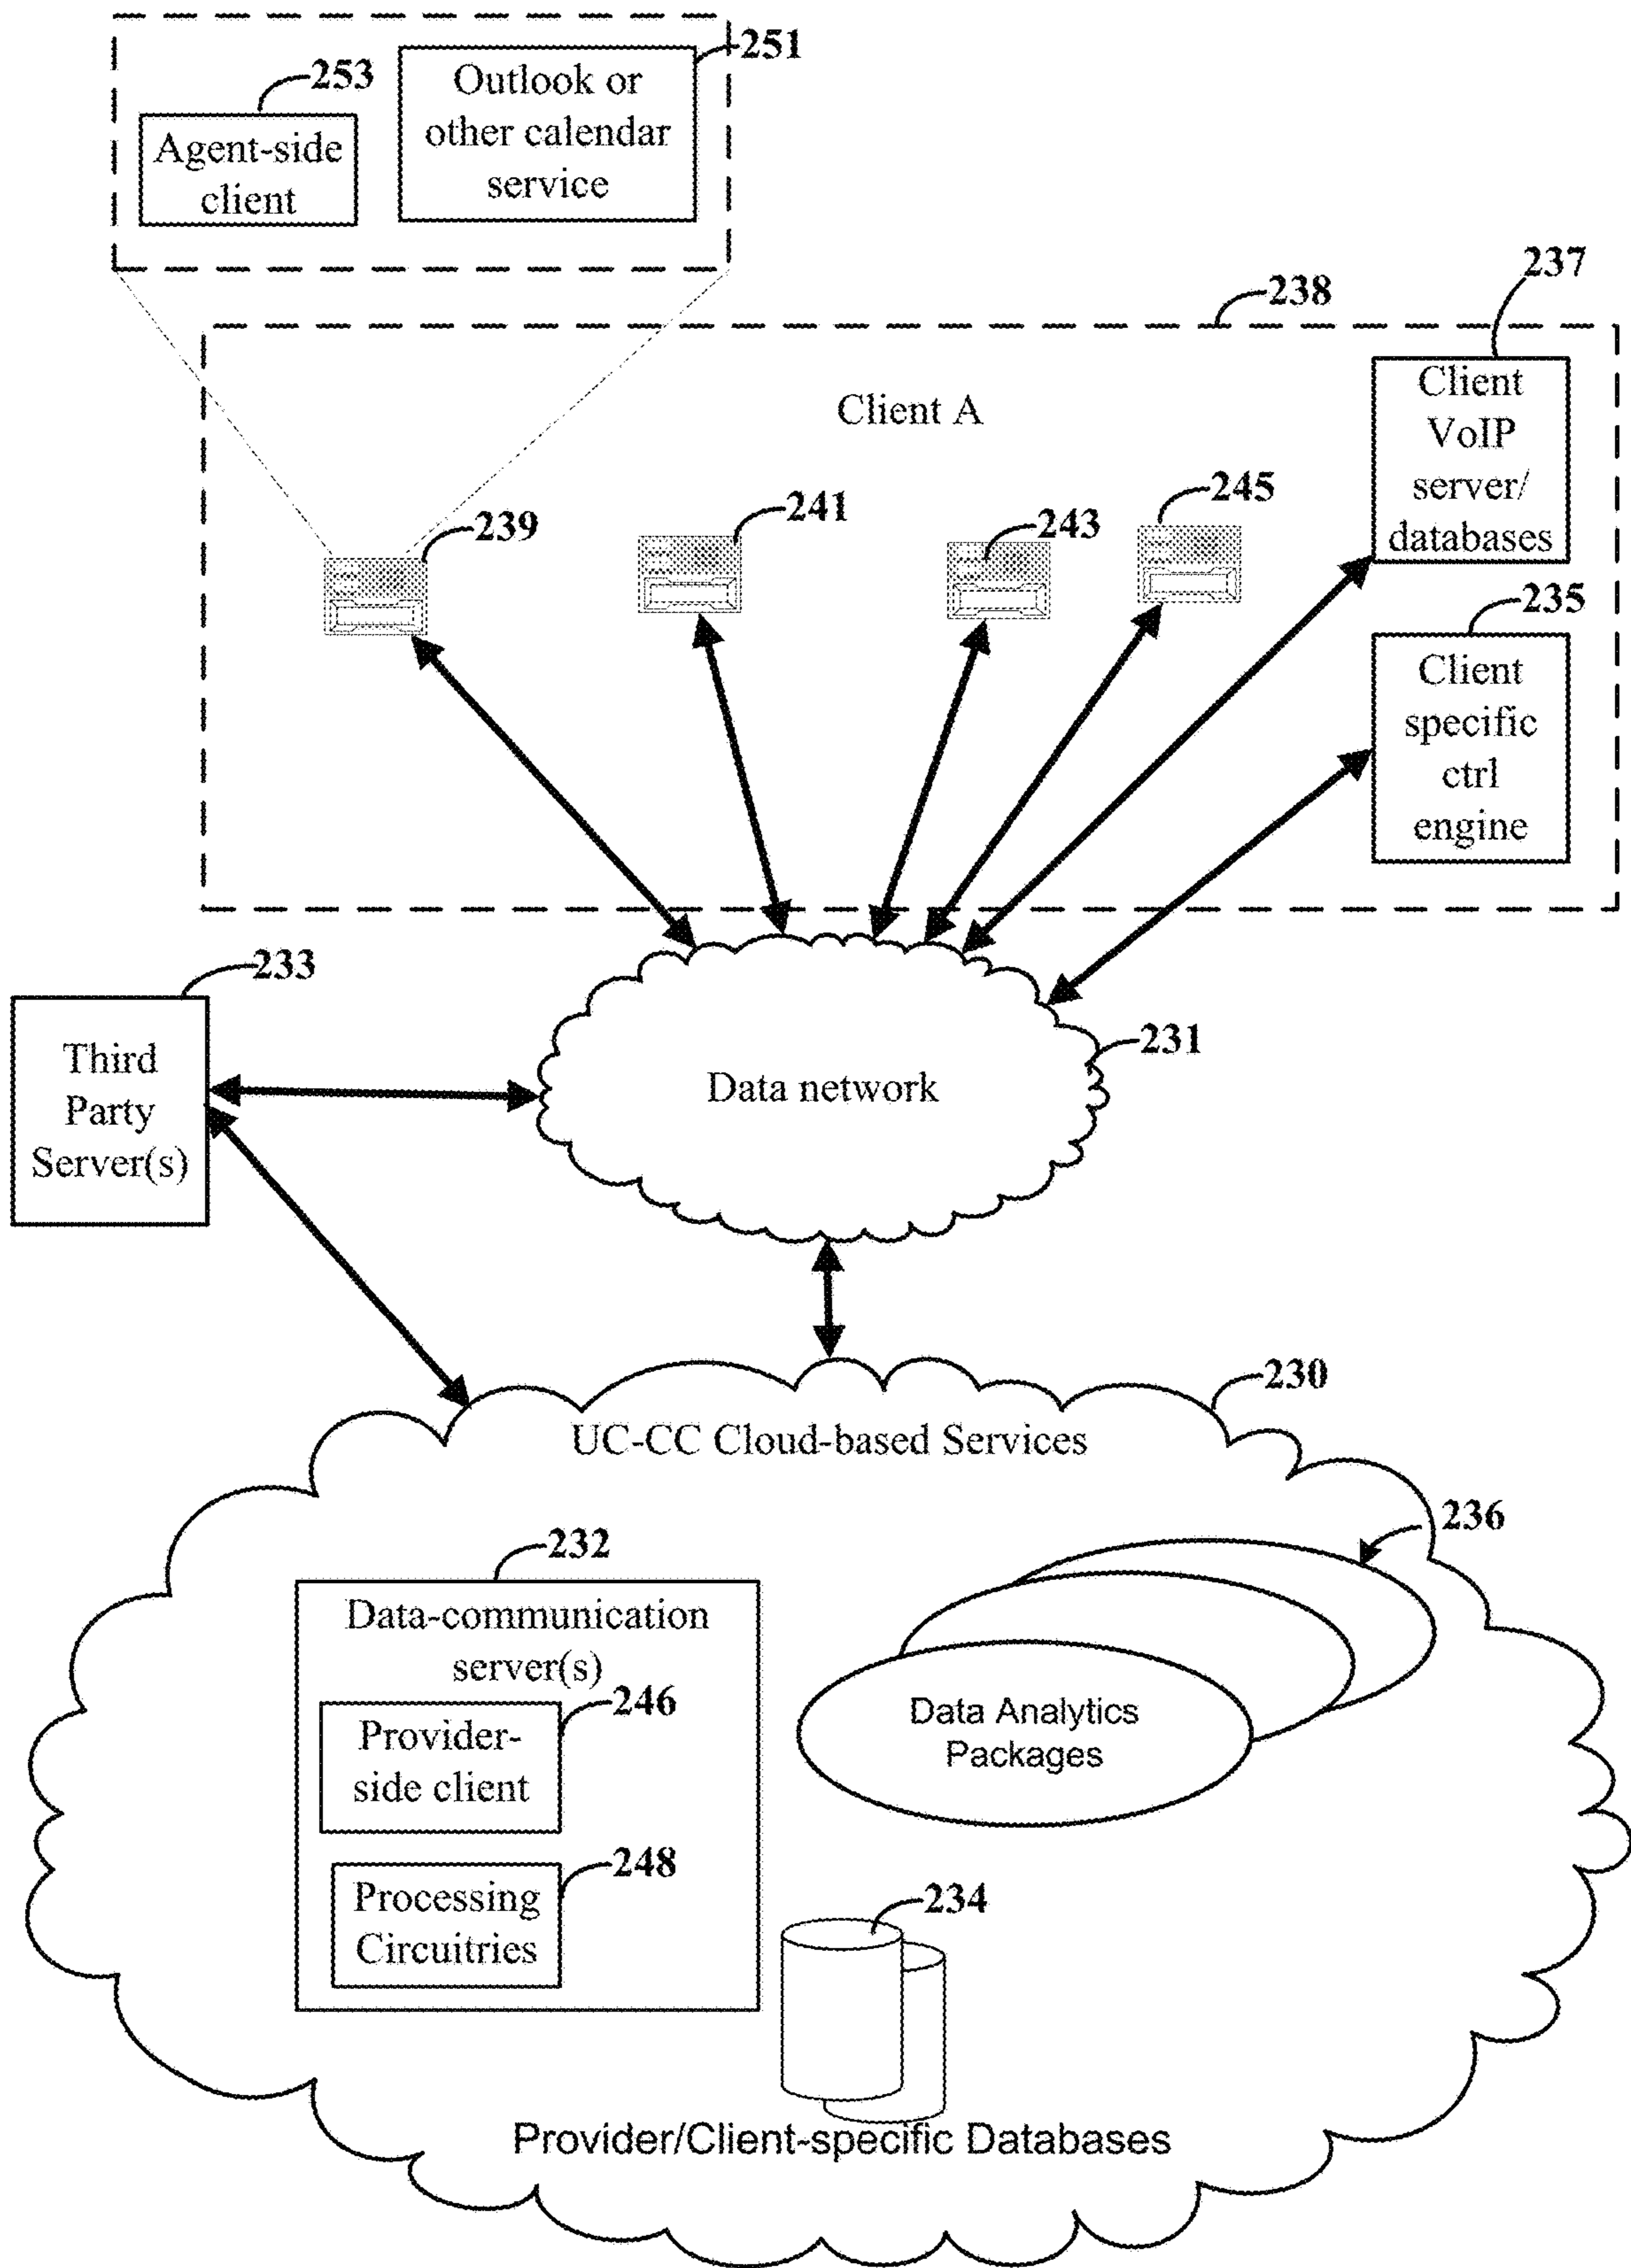 251
253
Outlook or
other calendar
service
Agent-side
client
237
238
Client
VoIP
server/
databases
Client A
239
241
243
245
235
Client
specific
ctrl
engine
233
Third
Party
Server(s)
231
Data network
230
UC-CC Cloud-based Services
232
236
Data-communication
server(s)
246
Provider-
side client
Data Analytics
Packages
248
Processing
Circuitries
234
Provider/Client-specific Databases